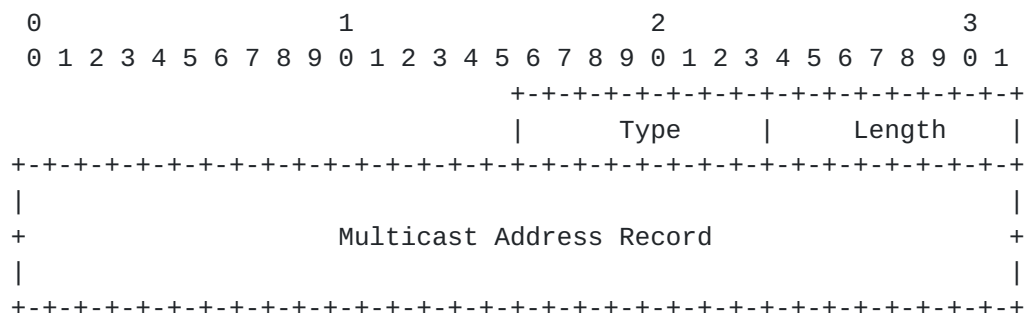 0                   1                   2                   3
 0 1 2 3 4 5 6 7 8 9 0 1 2 3 4 5 6 7 8 9 0 1 2 3 4 5 6 7 8 9 0 1
                                +-+-+-+-+-+-+-+-+-+-+-+-+-+-+-+-+
                                |      Type     |     Length    |
+-+-+-+-+-+-+-+-+-+-+-+-+-+-+-+-+-+-+-+-+-+-+-+-+-+-+-+-+-+-+-+-+
|                                                               |
+                    Multicast Address Record                   +
|                                                               |
+-+-+-+-+-+-+-+-+-+-+-+-+-+-+-+-+-+-+-+-+-+-+-+-+-+-+-+-+-+-+-+-+